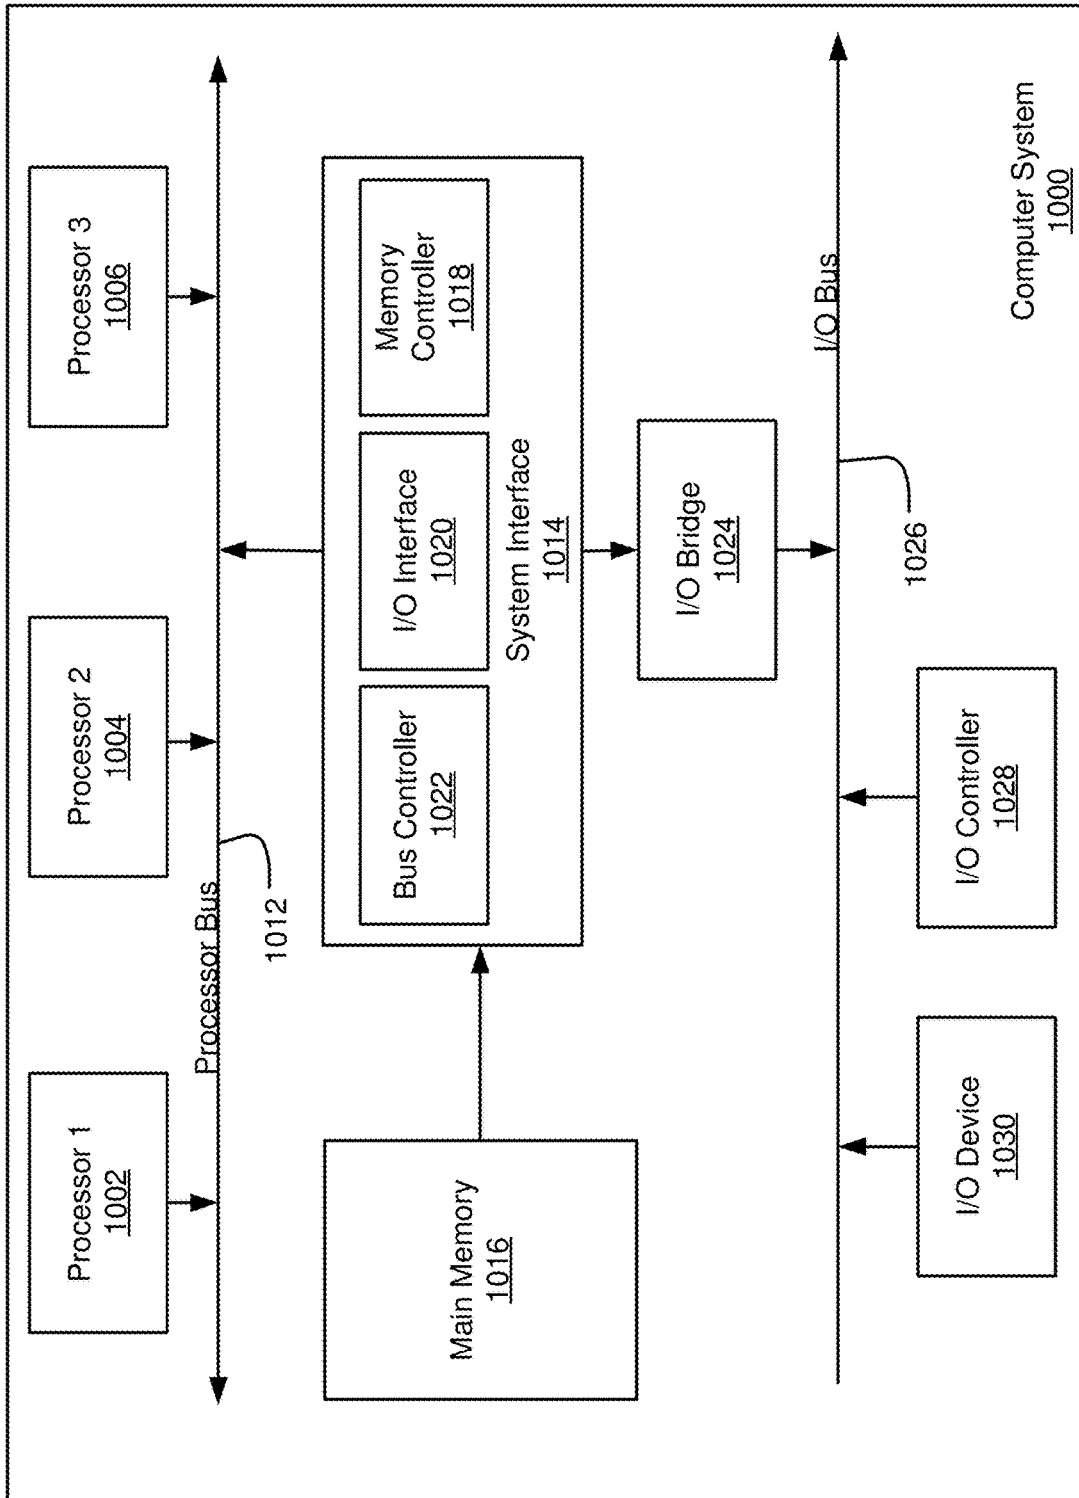 Processor 1
1002
Processor 2
1004
Processor 3
1006
Processor Bus
1012
Main Memory
1016
Bus Controller
1022
I/O Interface
1020
Memory
Controller
1018
System Interface
1014
I/O Bridge
1024
I/O Bus
1026
I/O Device
1030
I/O Controller
1028
Computer System
1000